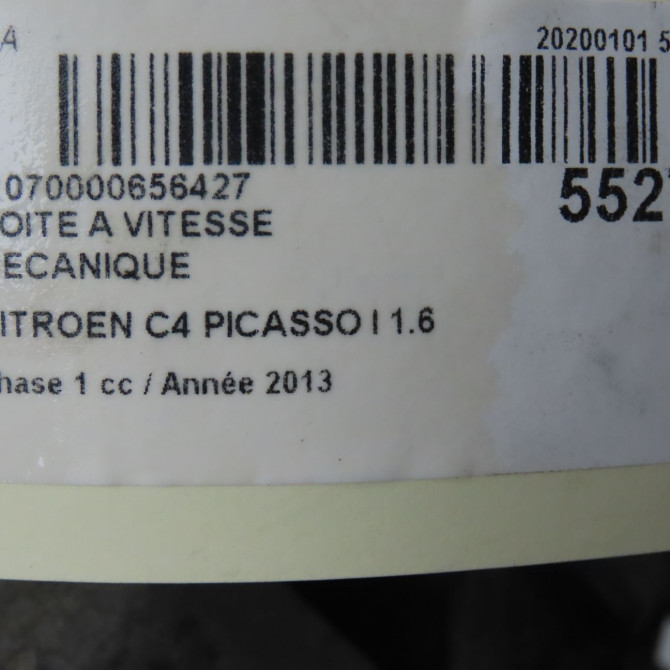 A 20200101 5
070000656427
552
OITE A VITESSE
ECANIQUE
ITROEN C4 PICASSO I 1.6
hase 1 cc / Année 2013